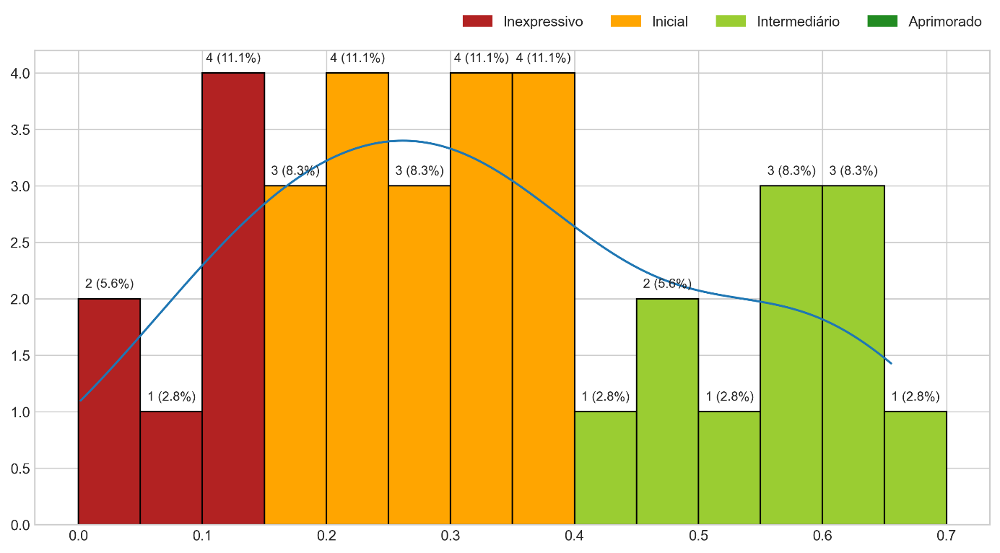 Inexpressivo Inicial Intermediário Aprimorado
4 (11.1%) 4 (11.1%) 4 (11.1%) 4 (11.1%)
4.0
3.5
3 (8.3%) 3 (8.3%) 3 (8.3%) 3 (8.3%)
3.0
2.5
2 (5.6%) 2 (5.6%)
2.0
1.5
1 (2.8%) 1 (2.8%) 1 (2.8%) 1 (2.8%)
1.0
0.5
0.0
0.0 0.1 0.2 0.3 0.4 0.5 0.6 0.7